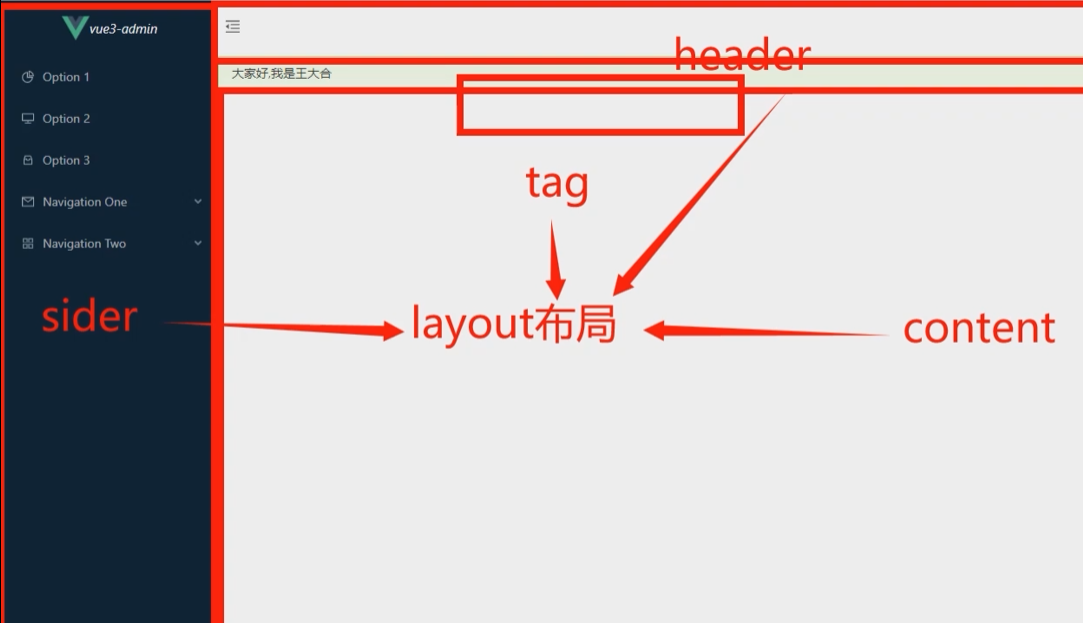 vue3-admin
header
大家好,我是王大合
Option 1
Option 2
Option 3
tag
Navigation One
Navigation Two
sider
layout布局
content